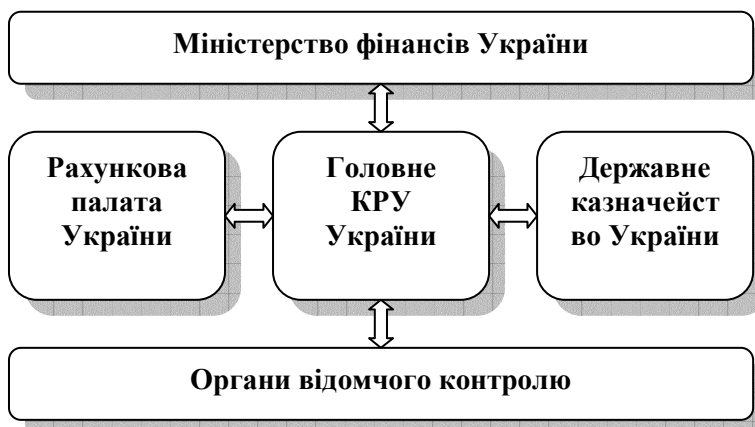 Міністерство фінансів України
Рахункова
палата
України
Головне
КРУ
України
Державне
казначейст
во України
Органи відомчого контролю